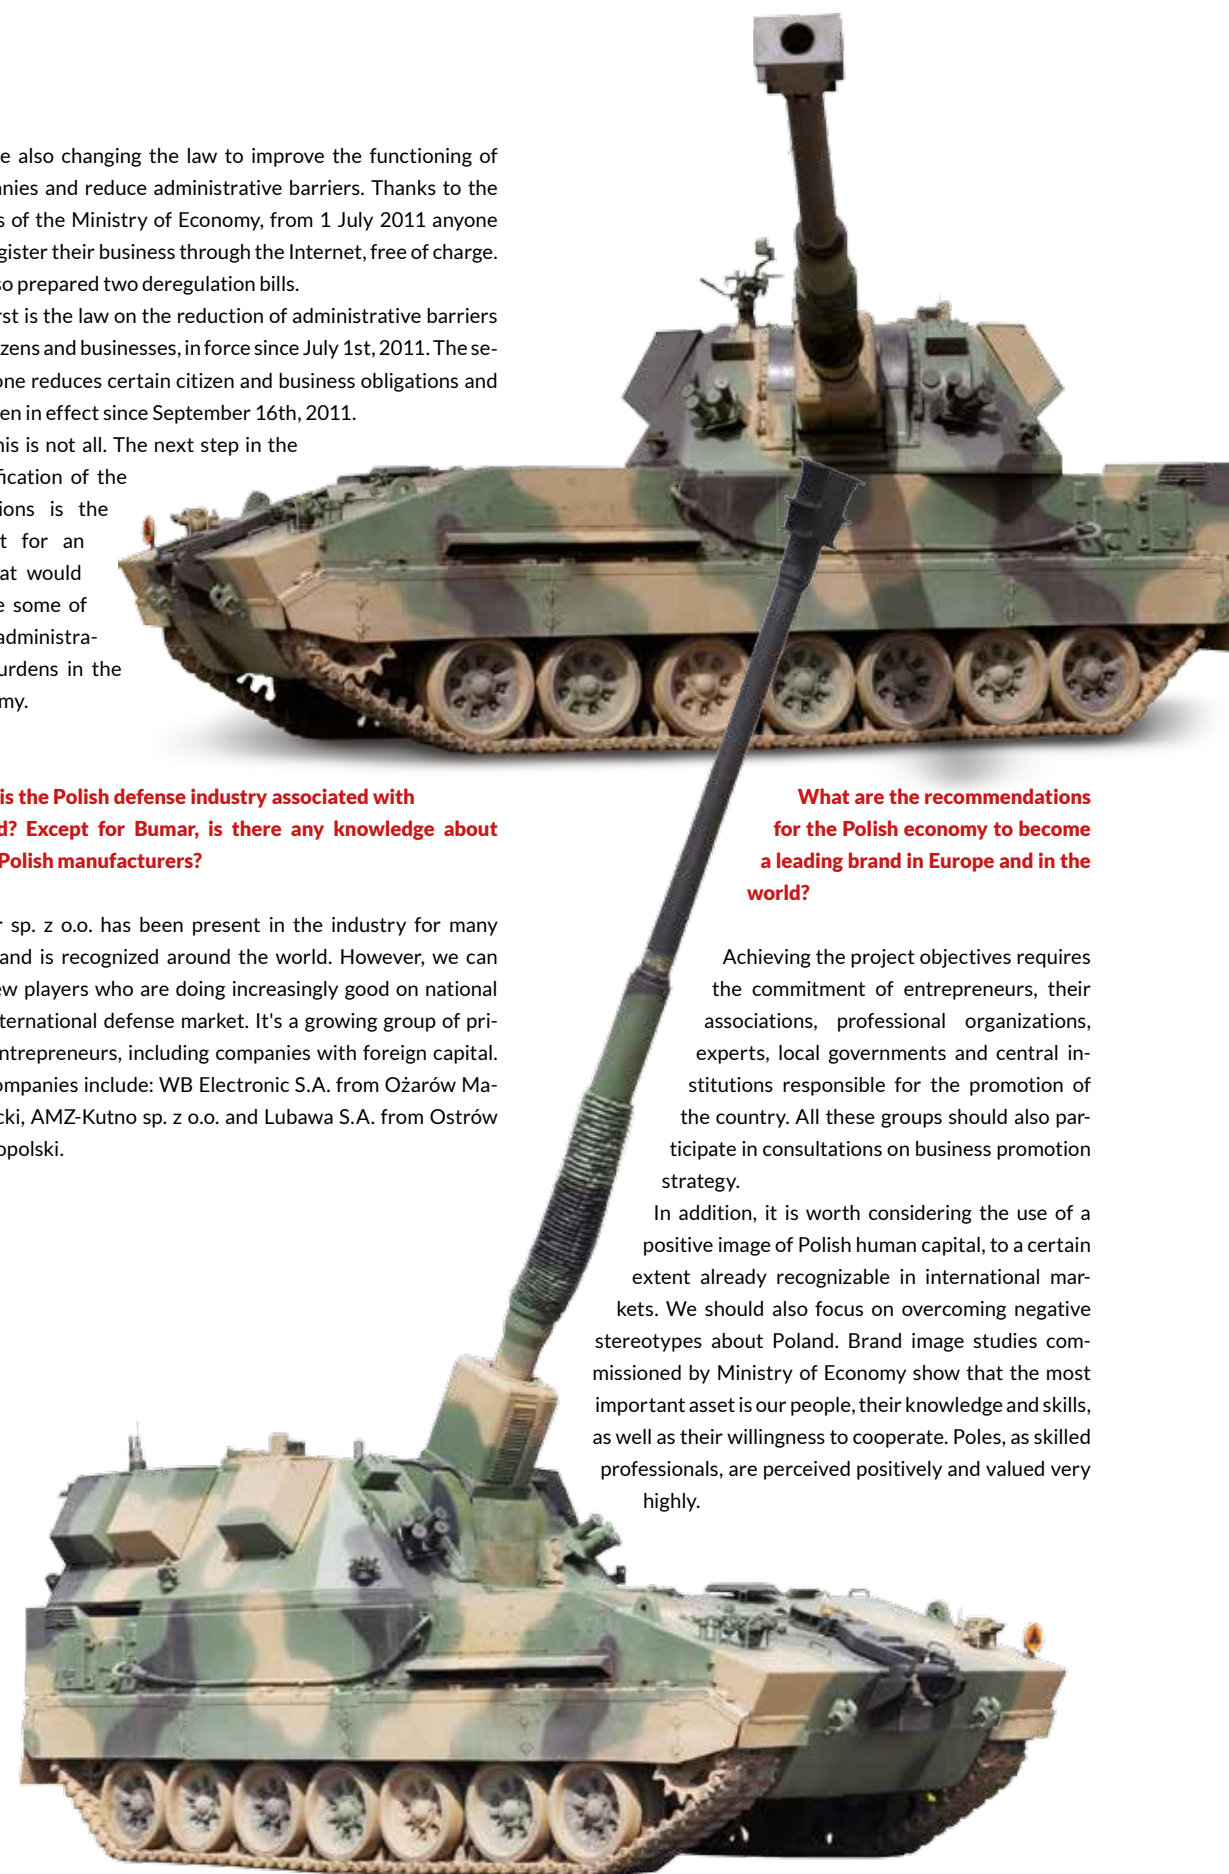 e also changing the law to improve the functioning of
nies and reduce administrative barriers. Thanks to the
s of the Ministry of Economy, from 1 July 2011 anyone
gister their business through the Internet, free of charge.
so prepared two deregulation bills.
rst is the law on the reduction of administrative barriers
zens and businesses, in force since July 1st, 2011. The se-
one reduces certain citizen and business obligations and
en in effect since September 16th, 2011.
his is not all. The next step in the
fication of the
ions is the
t for an
at would
e some of
administra-
urdens in the
my.
is the Polish defense industry associated with
d? Except for Bumar, is there any knowledge about
Polish manufacturers?
r sp. z o.o. has been present in the industry for many
and is recognized around the world. However, we can
ew players who are doing increasingly good on national
ternational defense market. It's a growing group of pri-
entrepreneurs, including companies with foreign capital.
ompanies include: WB Electronic S.A. from Ożarów Ma-
cki, AMZ-Kutno sp. z o.o. and Lubawa S.A. from Ostrów
opolski.
What are the recommendations
for the Polish economy to become
a leading brand in Europe and in the
world?
Achieving the project objectives requires
the commitment of entrepreneurs, their
associations, professional organizations,
experts, local governments and central in-
stitutions responsible for the promotion of
the country. All these groups should also par-
ticipate in consultations on business promotion
strategy.
In addition, it is worth considering the use of a
positive image of Polish human capital, to a certain
extent already recognizable in international mar-
kets. We should also focus on overcoming negative
stereotypes about Poland. Brand image studies com-
missioned by Ministry of Economy show that the most
important asset is our people, their knowledge and skills,
as well as their willingness to cooperate. Poles, as skilled
professionals, are perceived positively and valued very
highly.